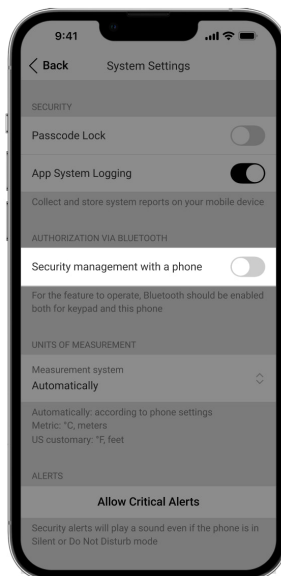 9:41
Back System Settings
SECURITY
Passcode Lock
App System Logging
Collect and store system reports on your mobile device
AUTHORIZATION VIA BLUETOOTH
Security management with a phone
For the feature to operate, Bluetooth should be enabled
both for keypad and this phone
UNITS OF MEASUREMENT
Measurement system
Automatically
Automatically: according to phone settings
Metric: °C, meters
US customary: °F, feet
ALERTS
Allow Critical Alerts
Security alerts will play a sound even if the phone is in
Silent or Do Not Disturb mode